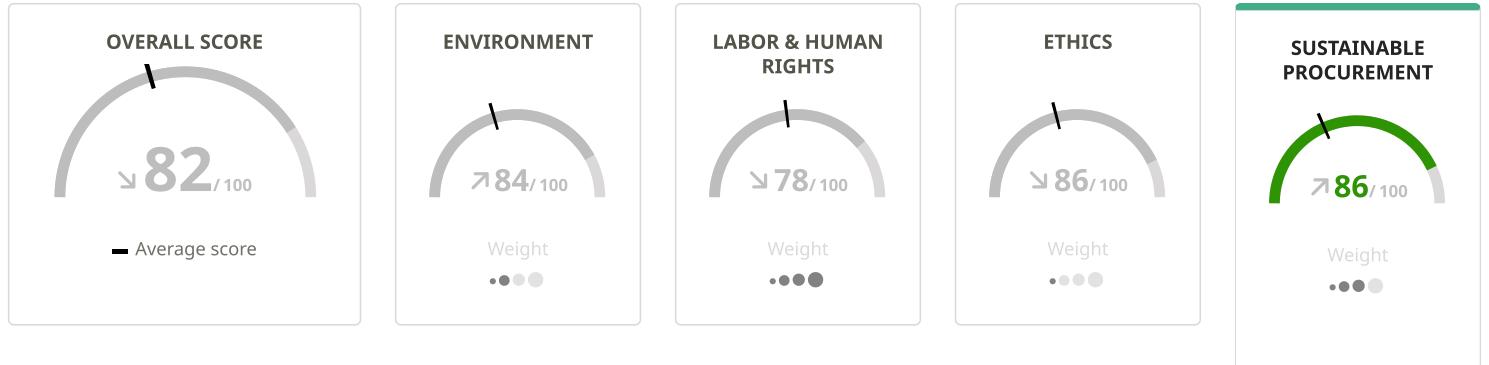 OVERALL SCORE
82/ 100
Average score
ENVIRONMENT
84/ 100
Weight
LABOR & HUMAN
RIGHTS
78/ 100
Weight
ETHICS
86/ 100
Weight
SUSTAINABLE
PROCUREMENT
86/ 100
Weight